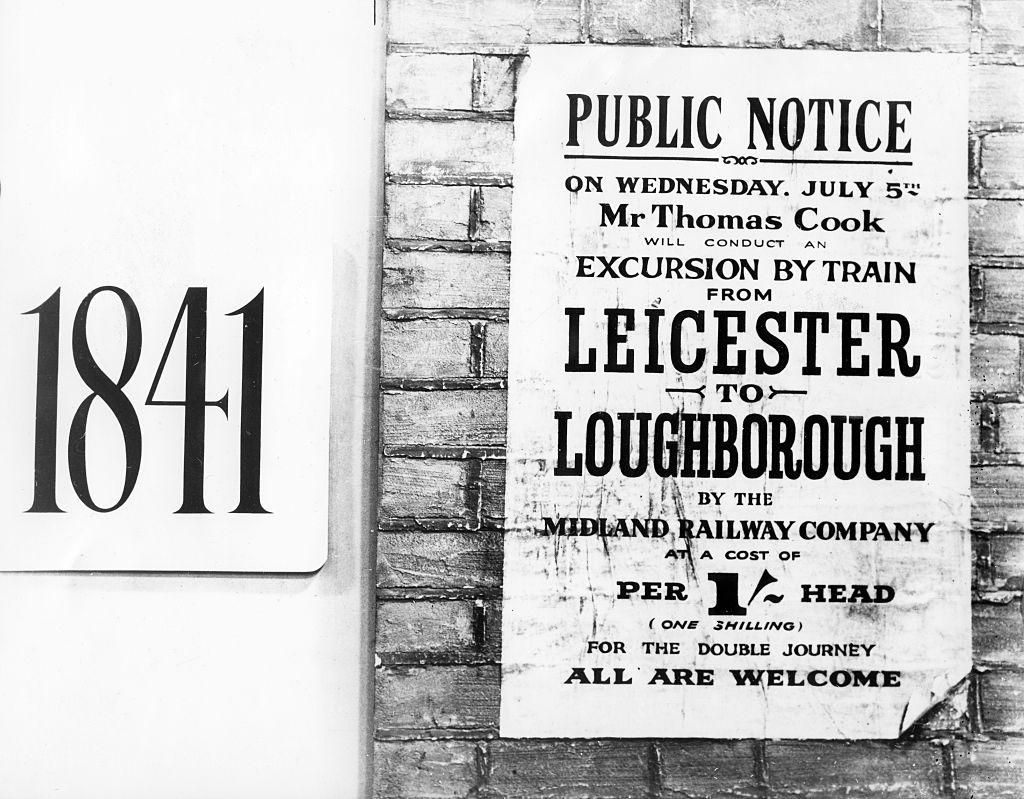 1841
PUBLIC NOTICE
ON WEDNESDAY. JULY 5TH
Mr Thomas Cook
WILL CONDUCT AN
EXCURSION BY TRAIN
FROM
LEICESTER
TO
LOUGHBOROUGH
BY THE
MIDLAND RAILWAY COMPANY
AT A COST OF
PER 1/~ HEAD
(ONE SHILLING)
FOR THE DOUBLE JOURNEY
ALL ARE WELCOME